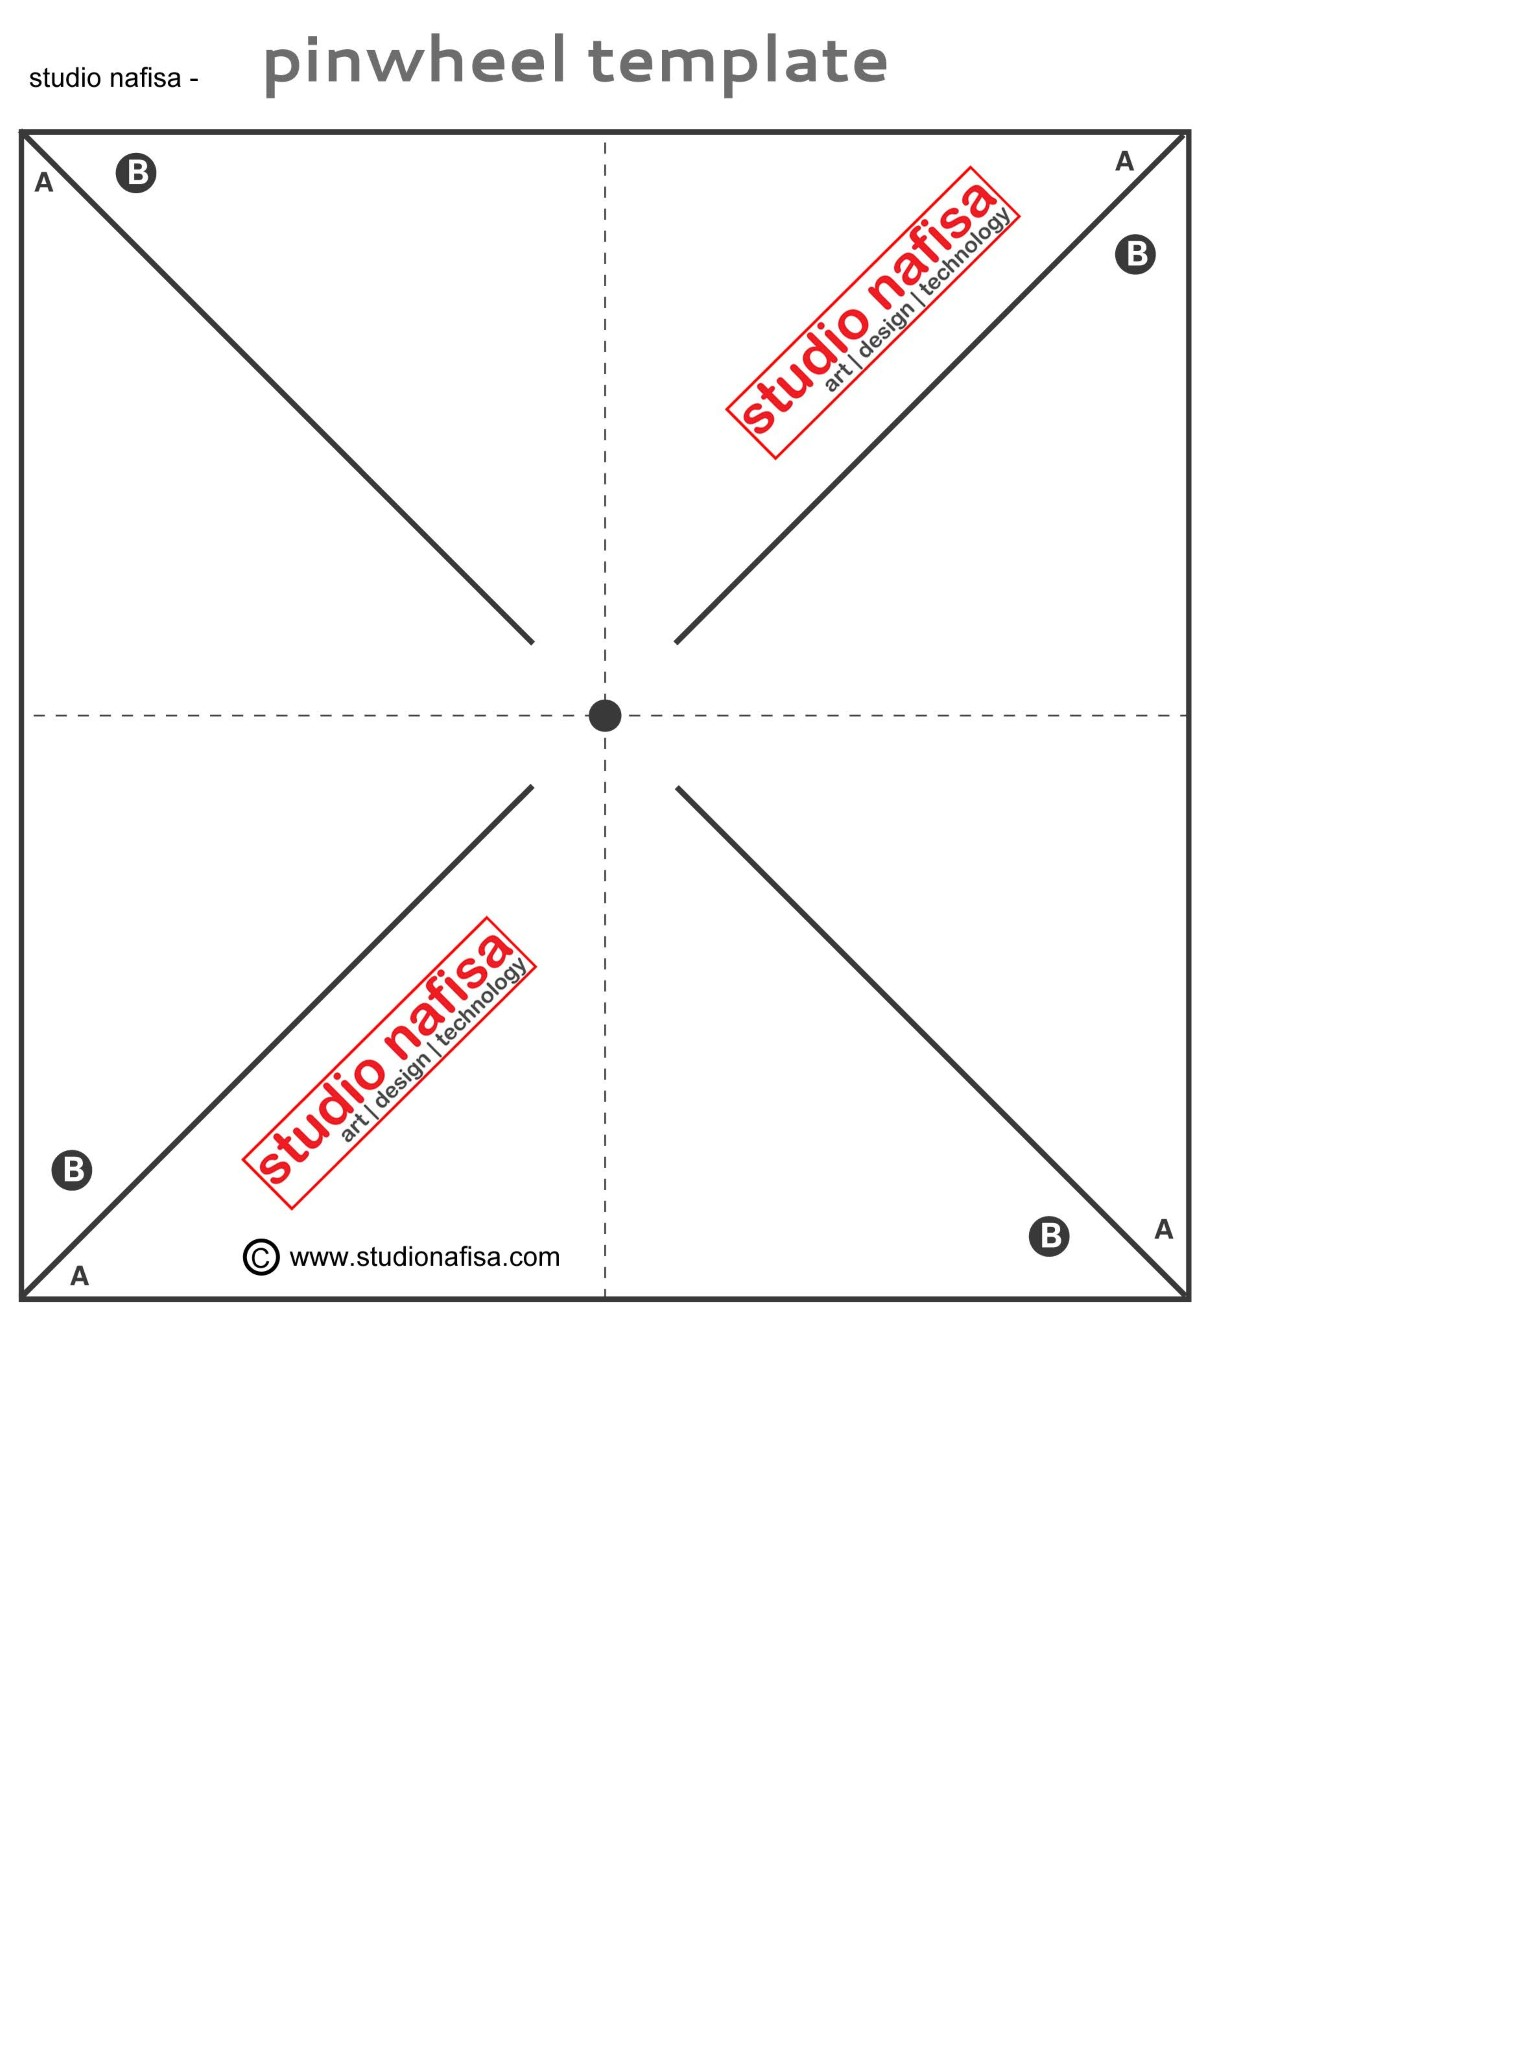 pinwheel template
studio nafisa -
A
B
A
B
studio nafisa
art | design | technology
studio nafisa
art | design | technology
B
A
B
A
© www.studionafisa.com